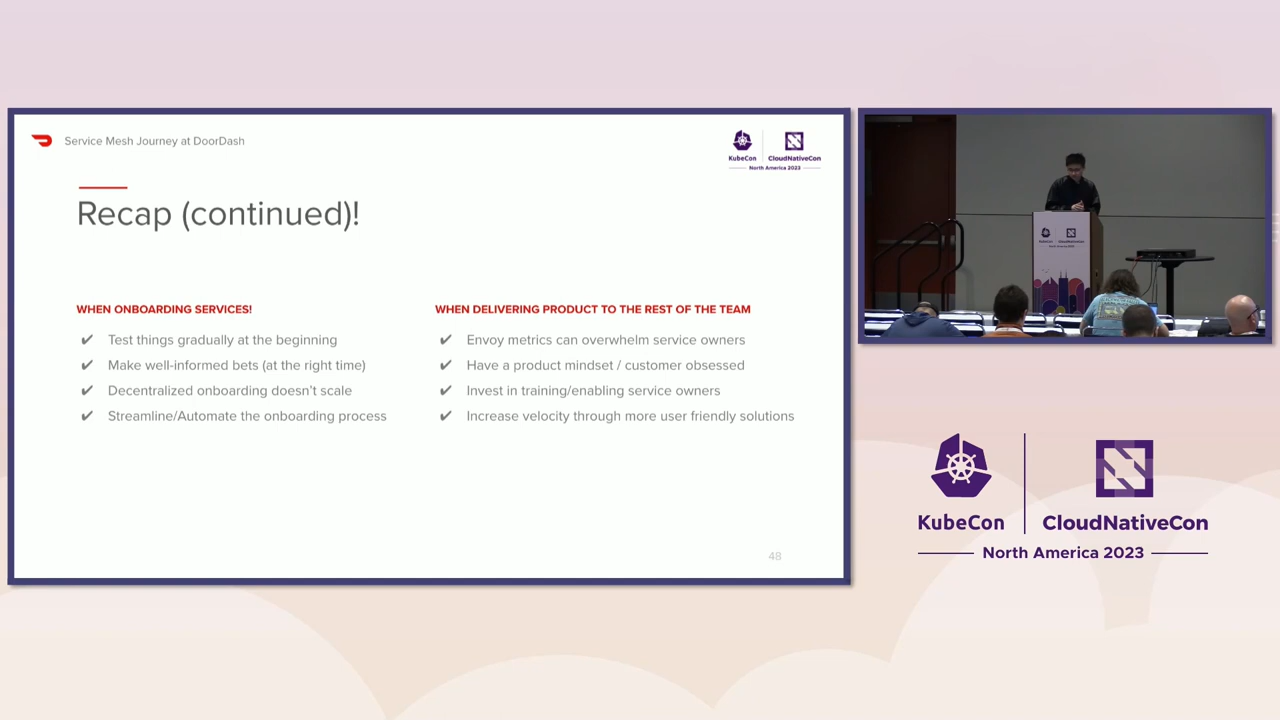 Service Mesh Journey at DoorDash
KubeCon
CloudNativeCon
North America 2023
Recap (continued)!
WHEN ONBOARDING SERVICES!
✔ Test things gradually at the beginning
✔ Make well-informed bets (at the right time)
✔ Decentralized onboarding doesn't scale
✔ Streamline/Automate the onboarding process
WHEN DELIVERING PRODUCT TO THE REST OF THE TEAM
✔ Envoy metrics can overwhelm service owners
✔ Have a product mindset / customer obsessed
✔ Invest in training/enabling service owners
✔ Increase velocity through more user friendly solutions
48
KubeCon
CloudNativeCon
KubeCon
CloudNativeCon
North America 2023